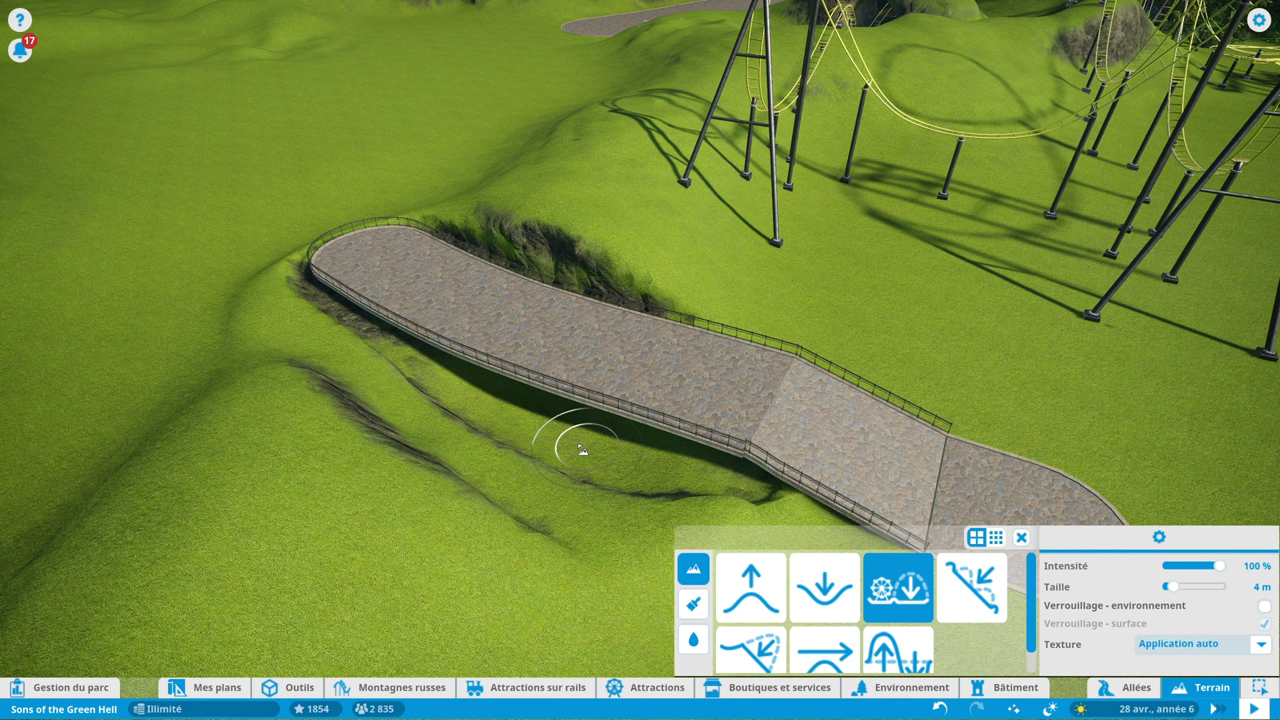 ?
17
Intensité 100 %
Taille 4 m
Verrouillage - environnement
Verrouillage - surface
Texture Application auto
Gestion du parc Mes plans Outils Montagnes russes Attractions sur rails Attractions Boutiques et services Environnement Bâtiment Allées Terrain
Sons of the Green Hell Illimité 1854 2 835 28 avr., année 6